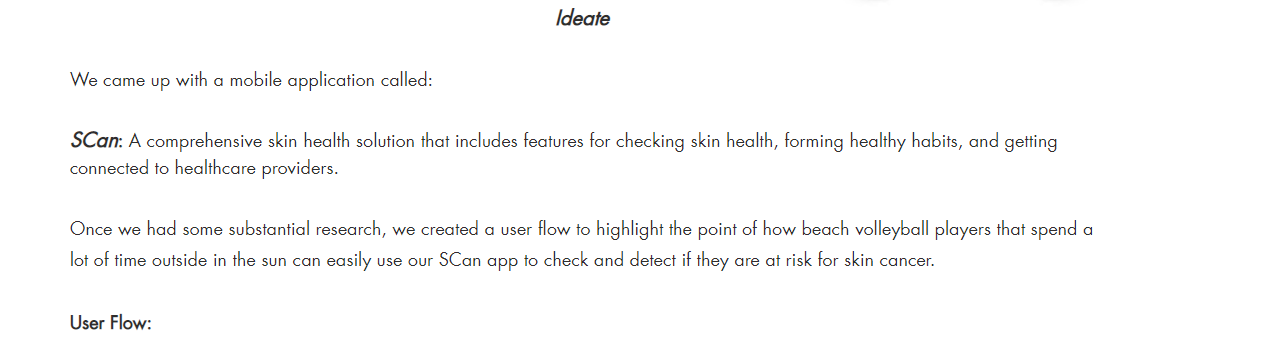 Ideate
We came up with a mobile application called:
SCan: A comprehensive skin health solution that includes features for checking skin health, forming healthy habits, and getting
connected to healthcare providers.
Once we had some substantial research, we created a user flow to highlight the point of how beach volleyball players that spend a
lot of time outside in the sun can easily use our SCan app to check and detect if they are at risk for skin cancer.
User Flow: